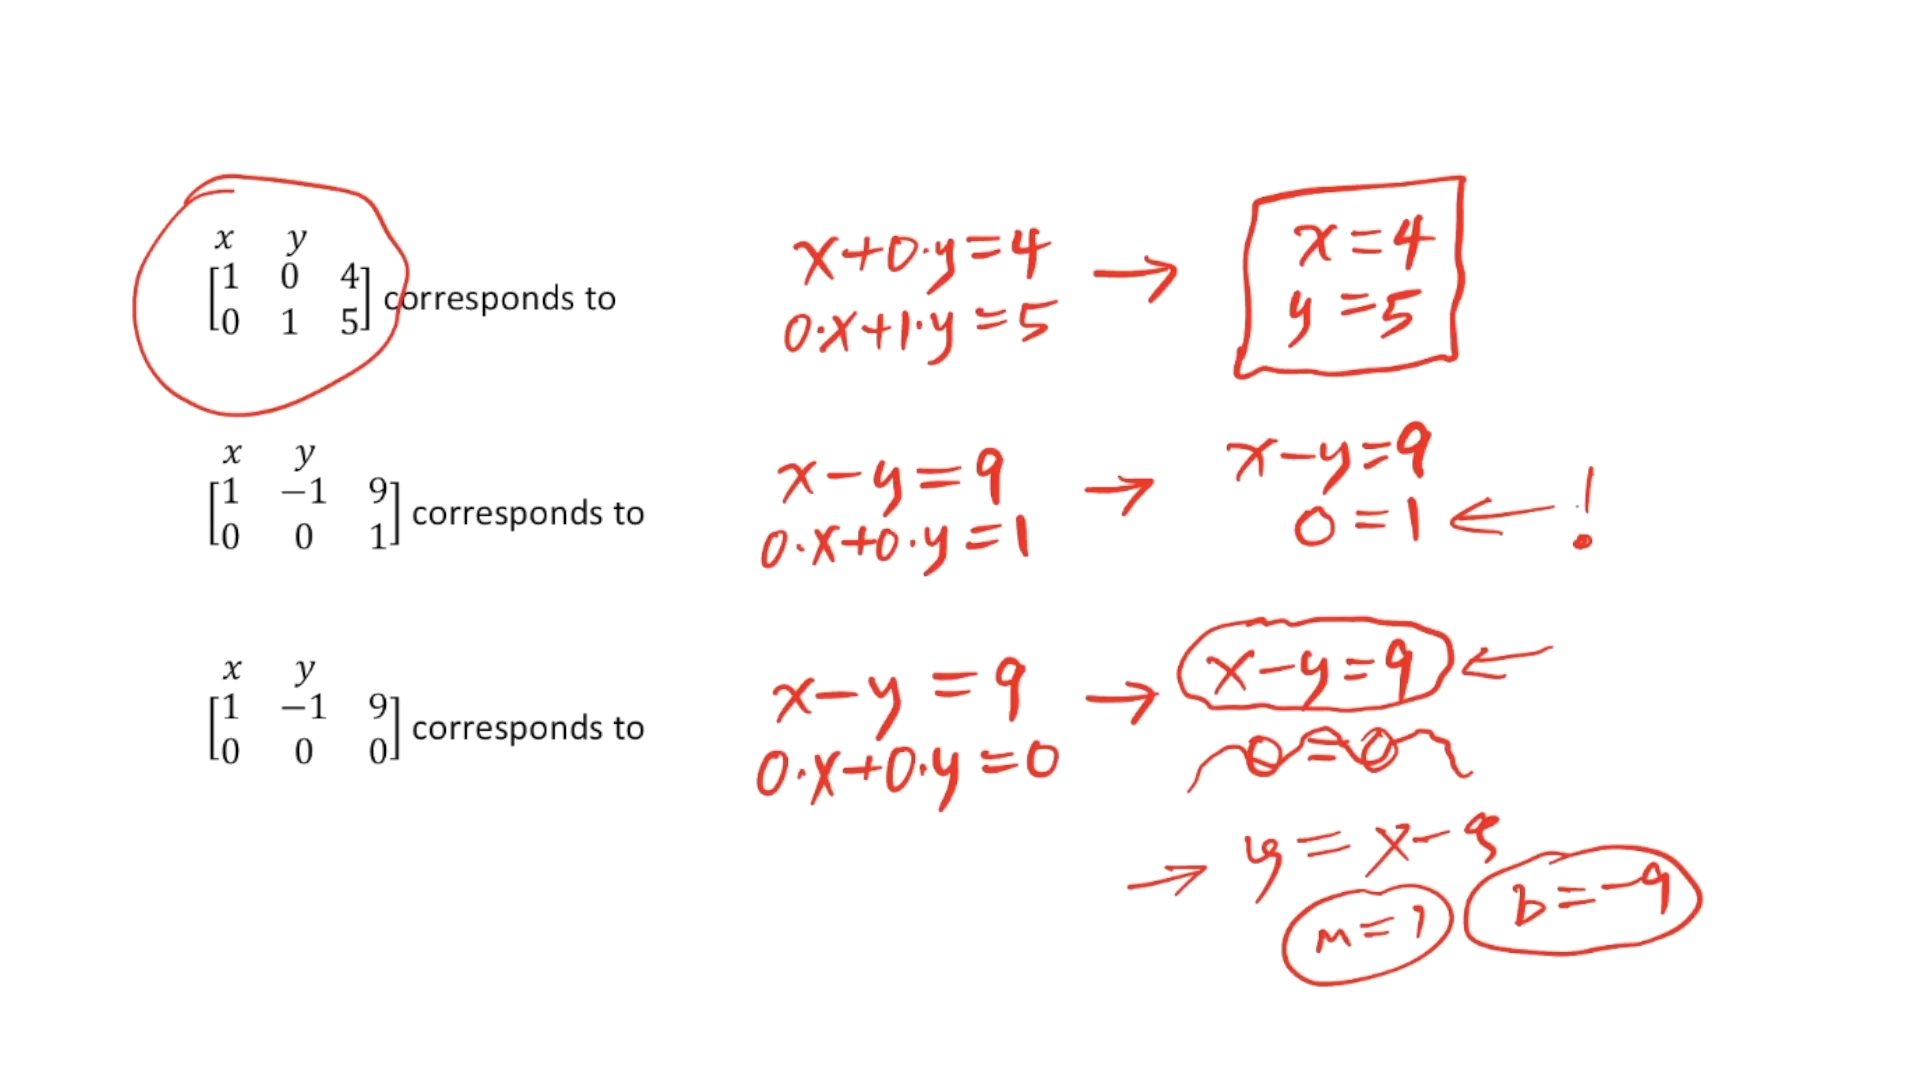 x y
[1 0 4] x+0·y=4 → x=4
[0 1 5] corresponds to 0·x+1·y=5 y=5
x y
[1 −1 9] x−y=9 → x−y=9
[0 0 1] corresponds to 0·x+0·y=1 0=1 ← !
x y
[1 −1 9] x−y=9 → x−y=9 ←
[0 0 0] corresponds to 0·x+0·y=0 0=0
→ y=x−9
m=1 b=−9